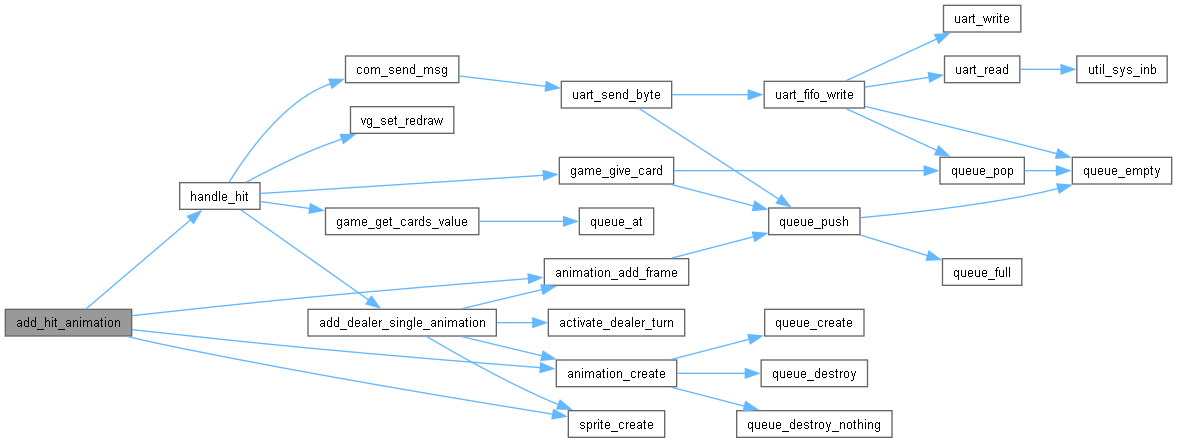 uart_write
com_send_msg
uart_read
util_sys_inb
uart_send_byte
uart_fifo_write
vg_set_redraw
game_give_card
queue_pop
queue_empty
handle_hit
game_get_cards_value
queue_at
queue_push
animation_add_frame
queue_full
add_hit_animation
add_dealer_single_animation
activate_dealer_turn
queue_create
animation_create
queue_destroy
sprite_create
queue_destroy_nothing